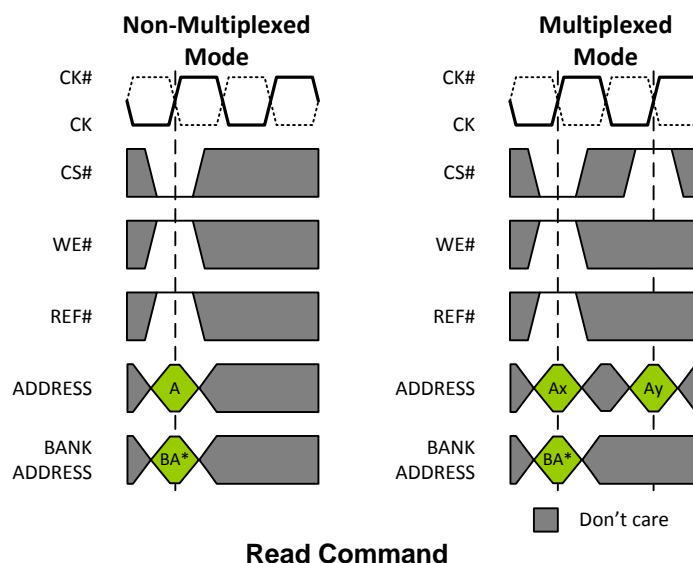 Non-Multiplexed
Mode
CK#
CK
CS#
WE#
REF#
ADDRESS
A
BANK
ADDRESS
BA*
Multiplexed
Mode
CK#
CK
CS#
WE#
REF#
ADDRESS
Ax
Ay
BANK
ADDRESS
BA*
Don't care
Read Command